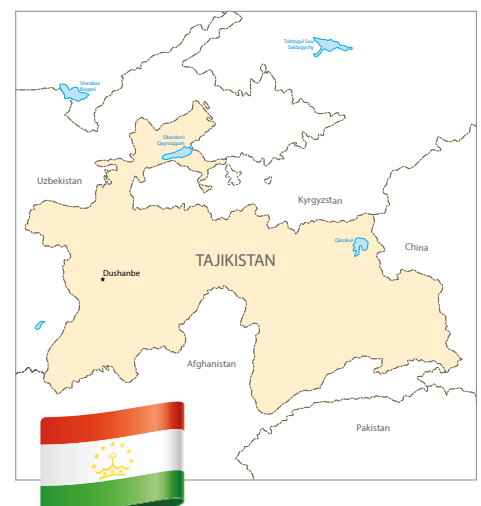 Toktogul Suu
Saktagychy
Shardara
Bogeni
Obanbori
Qayroqqum
Uzbekistan
Kyrgyzstan
Qarokul
China
TAJIKISTAN
Dushanbe
Afghanistan
Pakistan